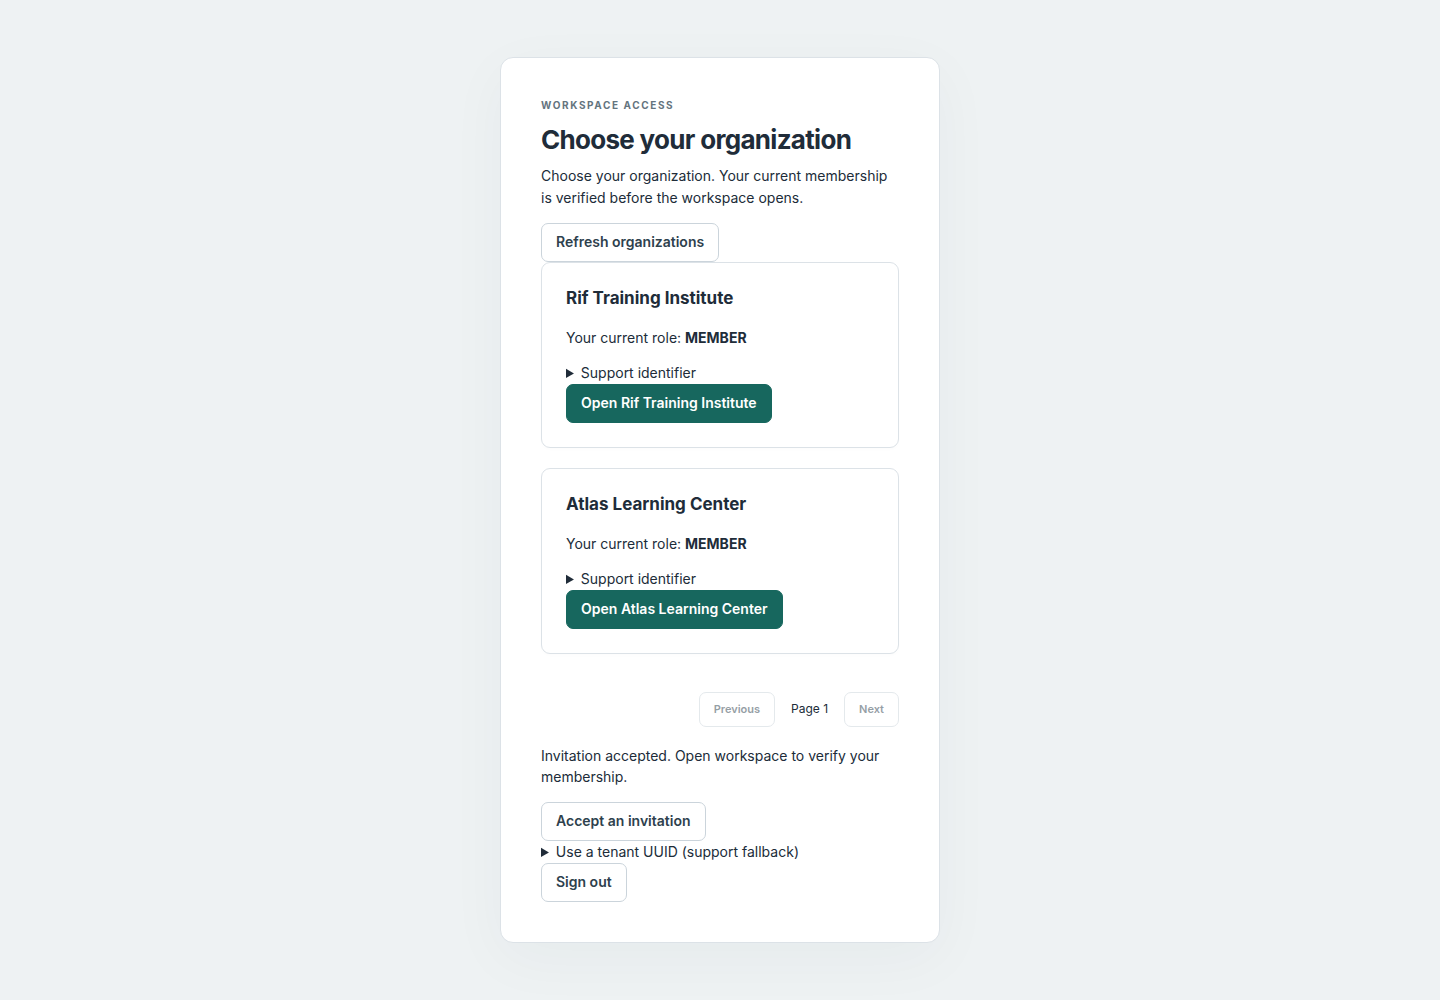 WORKSPACE ACCESS
Choose your organization
Choose your organization. Your current membership
is verified before the workspace opens.
Refresh organizations
Rif Training Institute
Your current role: MEMBER
Support identifier
Open Rif Training Institute
Atlas Learning Center
Your current role: MEMBER
Support identifier
Open Atlas Learning Center
Previous Page 1 Next
Invitation accepted. Open workspace to verify your
membership.
Accept an invitation
Use a tenant UUID (support fallback)
Sign out